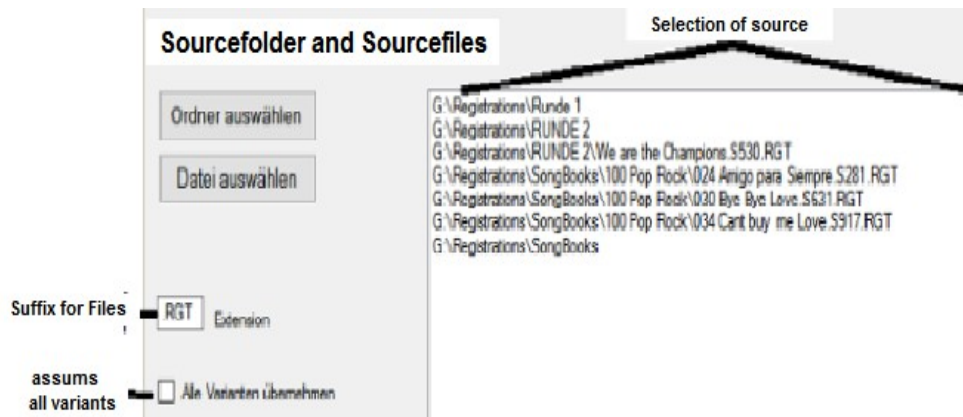 Selection of source
Sourcefolder and Sourcefiles
Ordner auswählen
Datei auswählen
G:\Registrations\Runde 1
G:\Registrations\RUNDE 2
G:\Registrations\RUNDE 2\We are the Champions.S530.RGT
G:\Registrations\SongBooks\100 Pop Rock\024 Amigo para Siempre.S281.RGT
G:\Registrations\SongBooks\100 Pop Rock\030 Bye Bye Love.S631.RGT
G:\Registrations\SongBooks\100 Pop Rock\034 Cant buy me Love.S917.RGT
G:\Registrations\SongBooks
Suffix for Files
RGT Extension
assums
all variants
Alle Varianten übernehmen